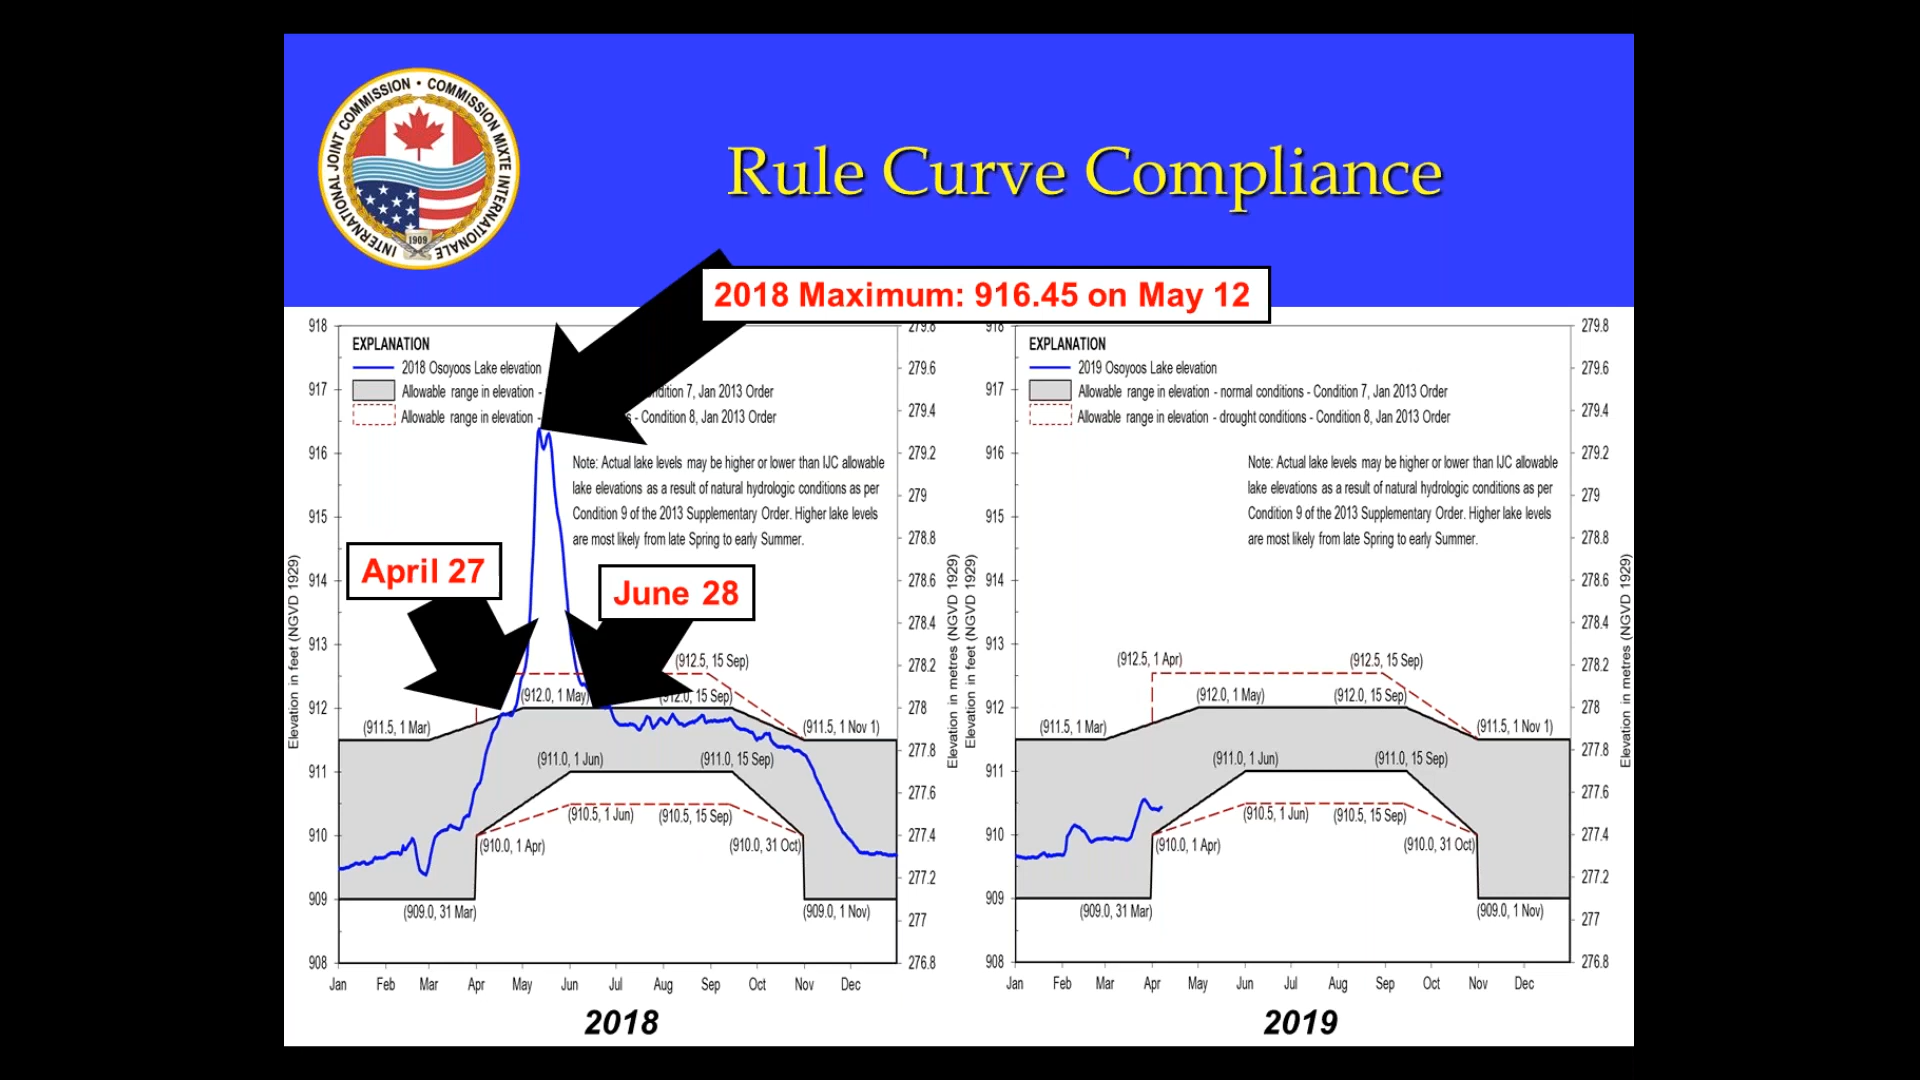 INTERNATIONAL JOINT COMMISSION • COMMISSION MIXTE INTERNATIONALE
1909
Rule Curve Compliance
2018 Maximum: 916.45 on May 12
918
917
916
915
914
913
912
911
910
909
908
Elevation in feet (NGVD 1929)
EXPLANATION
2018 Osoyoos Lake elevation
Allowable range in elevation - Condition 7, Jan 2013 Order
Allowable range in elevation - Condition 8, Jan 2013 Order
Note: Actual lake levels may be higher or lower than IJC allowable
lake elevations as a result of natural hydrologic conditions as per
Condition 9 of the 2013 Supplementary Order. Higher lake levels
are most likely from late Spring to early Summer.
April 27
June 28
(912.5, 15 Sep)
(912.0, 1 May)
(912.0, 15 Sep)
(911.5, 1 Mar)
(911.5, 1 Nov 1)
(911.0, 1 Jun)
(911.0, 15 Sep)
(910.5, 1 Jun)
(910.5, 15 Sep)
(910.0, 1 Apr)
(910.0, 31 Oct)
(909.0, 31 Mar)
(909.0, 1 Nov)
279.8
279.6
279.4
279.2
279
278.8
278.6
278.4
278.2
278
277.8
277.6
277.4
277.2
277
276.8
Elevation in metres (NGVD 1929)
Jan Feb Mar Apr May Jun Jul Aug Sep Oct Nov Dec
2018
918
917
916
915
914
913
912
911
910
909
908
Elevation in feet (NGVD 1929)
EXPLANATION
2019 Osoyoos Lake elevation
Allowable range in elevation - normal conditions - Condition 7, Jan 2013 Order
Allowable range in elevation - drought conditions - Condition 8, Jan 2013 Order
Note: Actual lake levels may be higher or lower than IJC allowable
lake elevations as a result of natural hydrologic conditions as per
Condition 9 of the 2013 Supplementary Order. Higher lake levels
are most likely from late Spring to early Summer.
(912.5, 1 Apr)
(912.5, 15 Sep)
(912.0, 1 May)
(912.0, 15 Sep)
(911.5, 1 Mar)
(911.5, 1 Nov 1)
(911.0, 1 Jun)
(911.0, 15 Sep)
(910.5, 1 Jun)
(910.5, 15 Sep)
(910.0, 1 Apr)
(910.0, 31 Oct)
(909.0, 31 Mar)
(909.0, 1 Nov)
279.8
279.6
279.4
279.2
279
278.8
278.6
278.4
278.2
278
277.8
277.6
277.4
277.2
277
276.8
Elevation in metres (NGVD 1929)
Jan Feb Mar Apr May Jun Jul Aug Sep Oct Nov Dec
2019